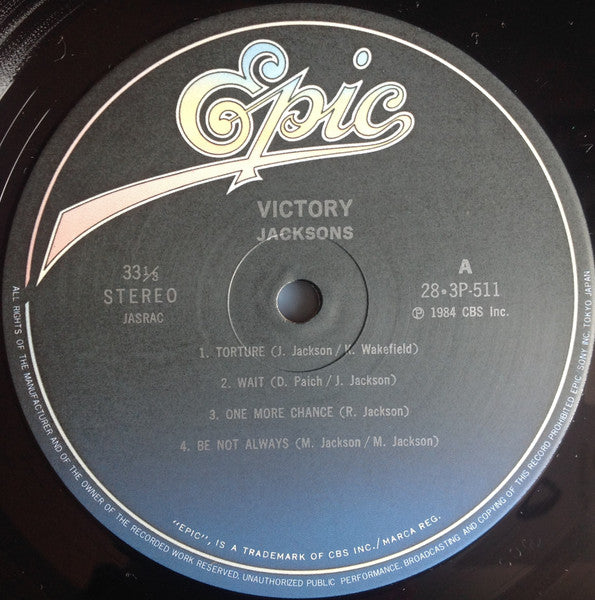 Epic
VICTORY
JACKSONS
33⅓
STEREO
JASRAC
A
28・3P-511
℗ 1984 CBS Inc.
1. TORTURE (J. Jackson/K. Wakefield)
2. WAIT (D. Paich/J. Jackson)
3. ONE MORE CHANCE (R. Jackson)
4. BE NOT ALWAYS (M. Jackson/M. Jackson)
"EPIC", IS A TRADEMARK OF CBS INC./MARCA REG.
ALL RIGHTS OF THE MANUFACTURER AND OF THE OWNER OF THE RECORDED WORK RESERVED. UNAUTHORIZED PUBLIC PERFORMANCE, BROADCASTING AND COPYING OF THIS RECORD PROHIBITED EPIC, SONY INC. TOKYO JAPAN